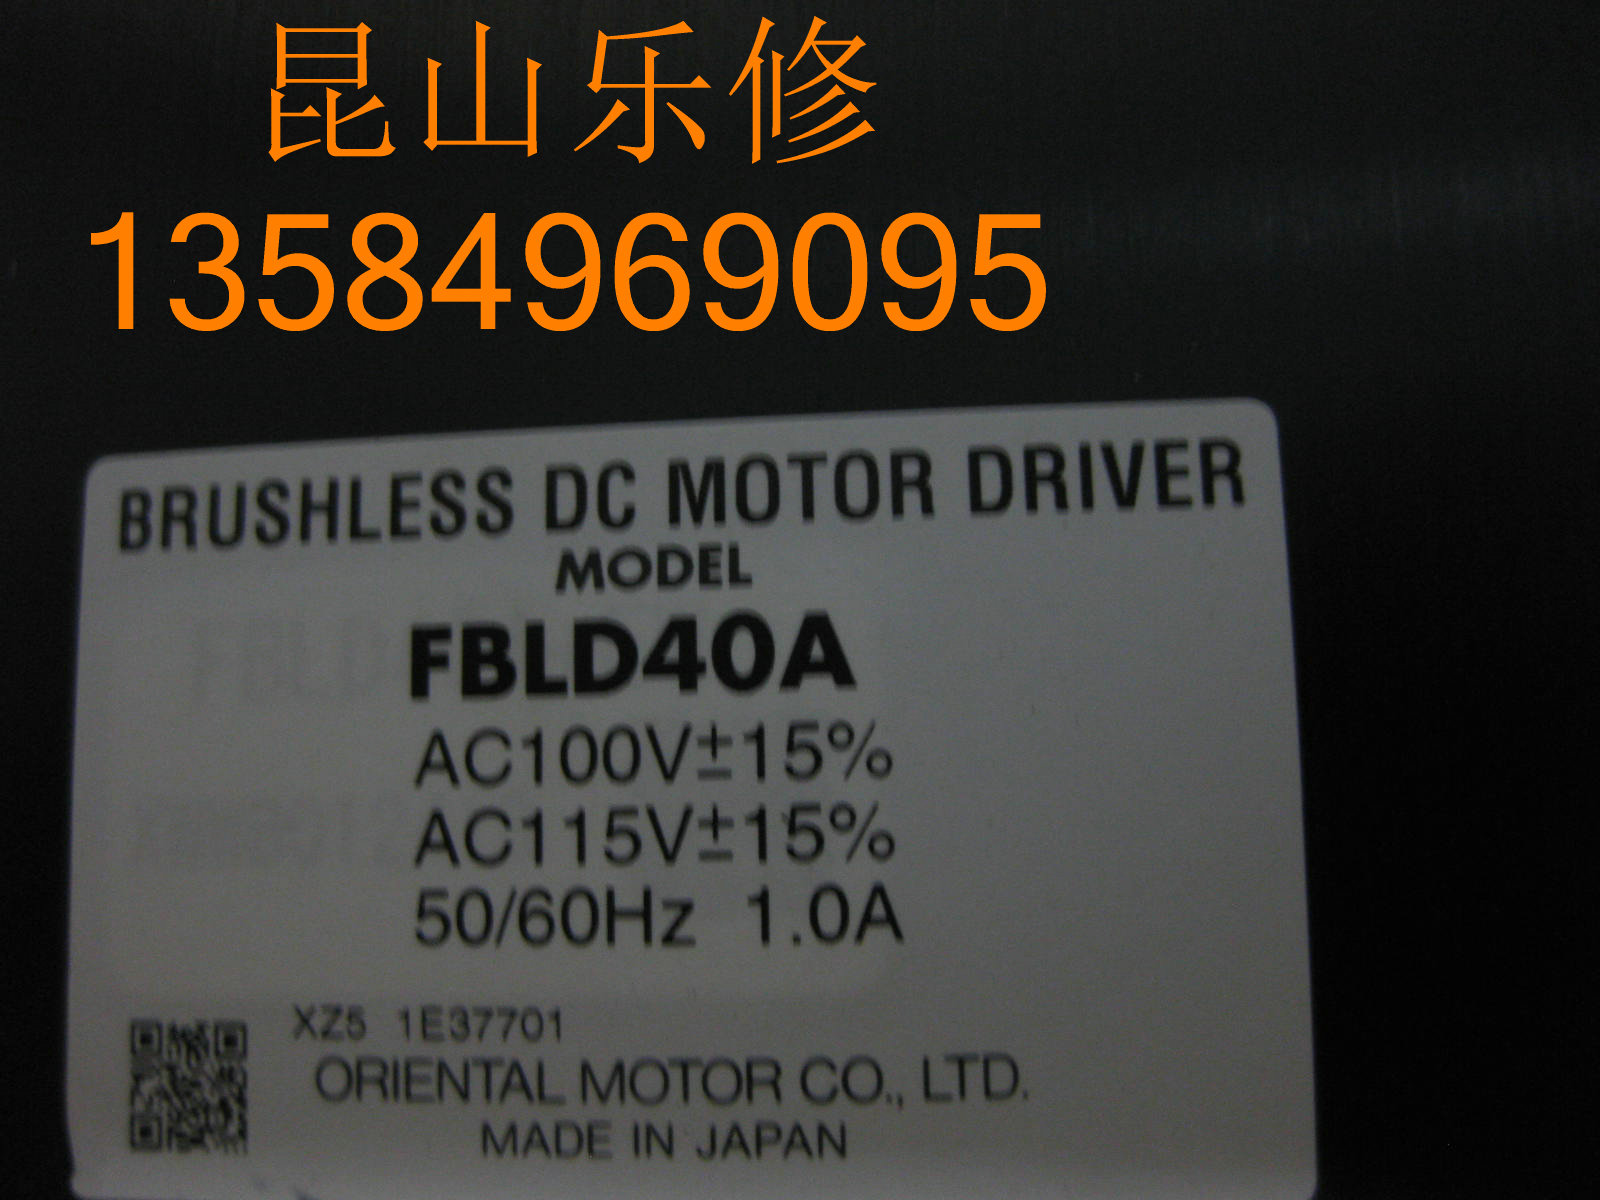 昆山乐修
13584969095
BRUSHLESS DC MOTOR DRIVER
MODEL
FBLD40A
AC100V±15%
AC115V±15%
50/60Hz 1.0A
XZ5 1E37701
ORIENTAL MOTOR CO., LTD.
MADE IN JAPAN